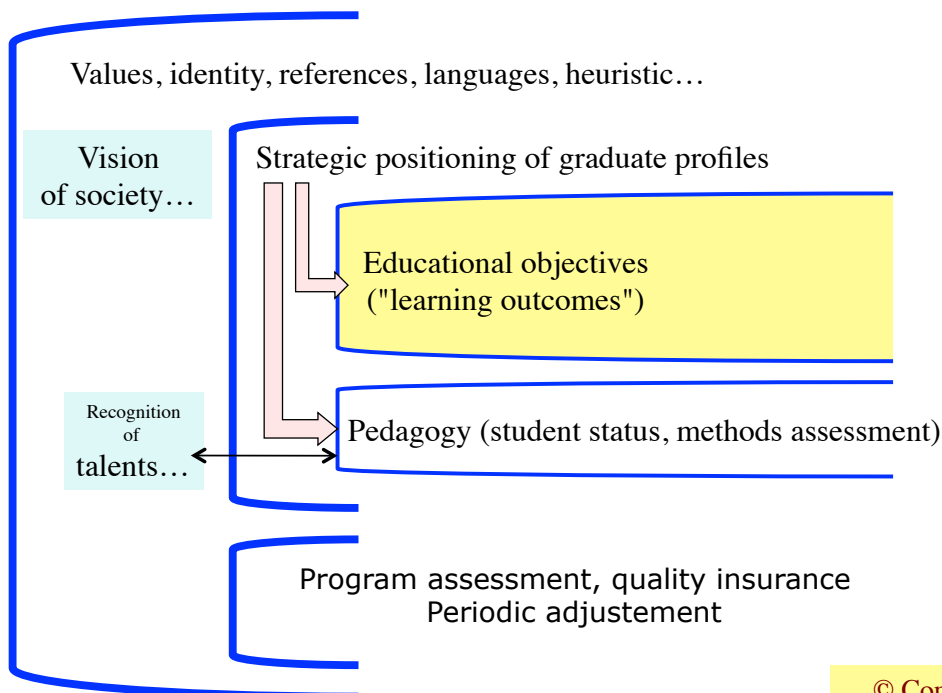 Values, identity, references, languages, heuristic…
Vision
of society…
Strategic positioning of graduate profiles
Educational objectives
("learning outcomes")
Recognition
of
talents…
Pedagogy (student status, methods assessment)
Program assessment, quality insurance
Periodic adjustement
©